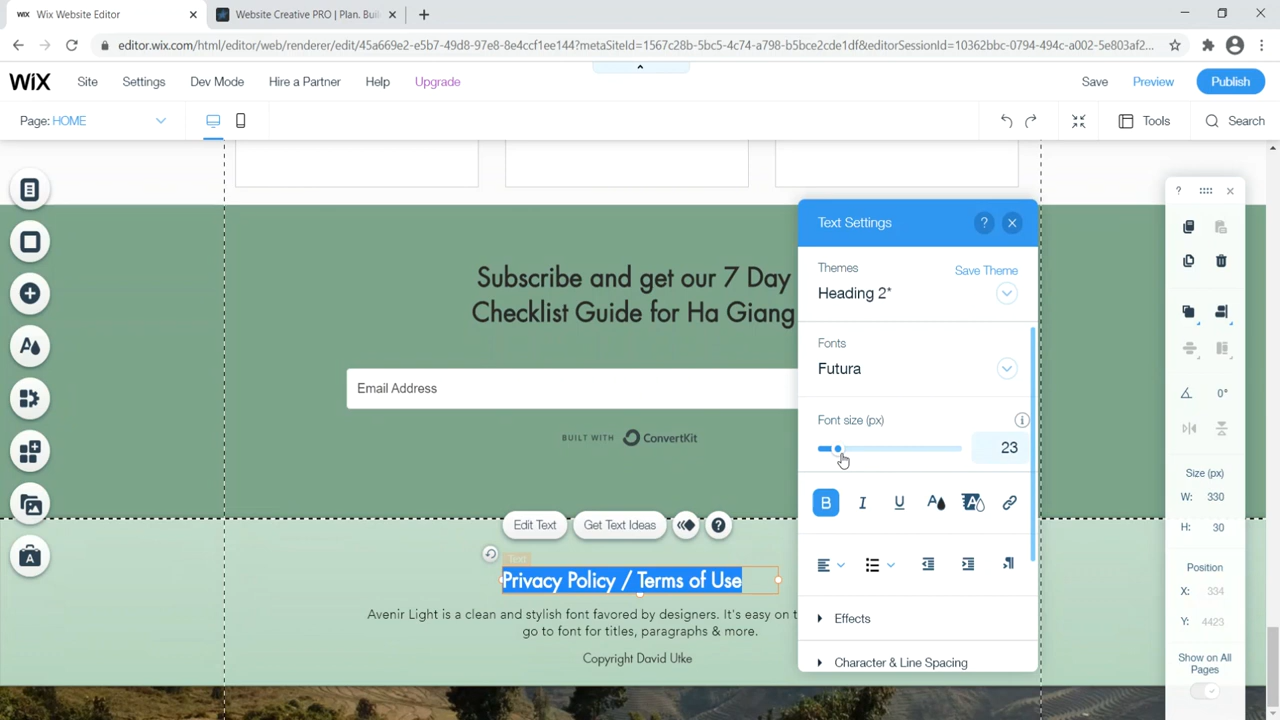 Wix Website Editor
Website Creative PRO | Plan. Bui
editor.wix.com/html/editor/web/renderer/edit/45a669e2-e5b7-49d8-97e8-8e4ccf1ee144?metaSiteId=1567c28b-5bc5-4c74-a798-b5bce2cde1df&editorSessionId=10362bbc-0794-494c-a002-5e803af2...
WiX Site Settings Dev Mode Hire a Partner Help Upgrade Save Preview Publish
Page: HOME Tools Search
Subscribe and get our 7 Day
Checklist Guide for Ha Giang
Email Address
BUILT WITH ConvertKit
Edit Text Get Text Ideas
Text
Privacy Policy / Terms of Use
Avenir Light is a clean and stylish font favored by designers. It's easy on t
go to font for titles, paragraphs & more.
Copyright David Utke
Text Settings ?
Themes Save Theme
Heading 2*
Fonts
Futura
Font size (px)
23
B I U
Effects
Character & Line Spacing
?
0°
Size (px)
W: 330
H: 30
Position
X: 334
Y: 4423
Show on All
Pages